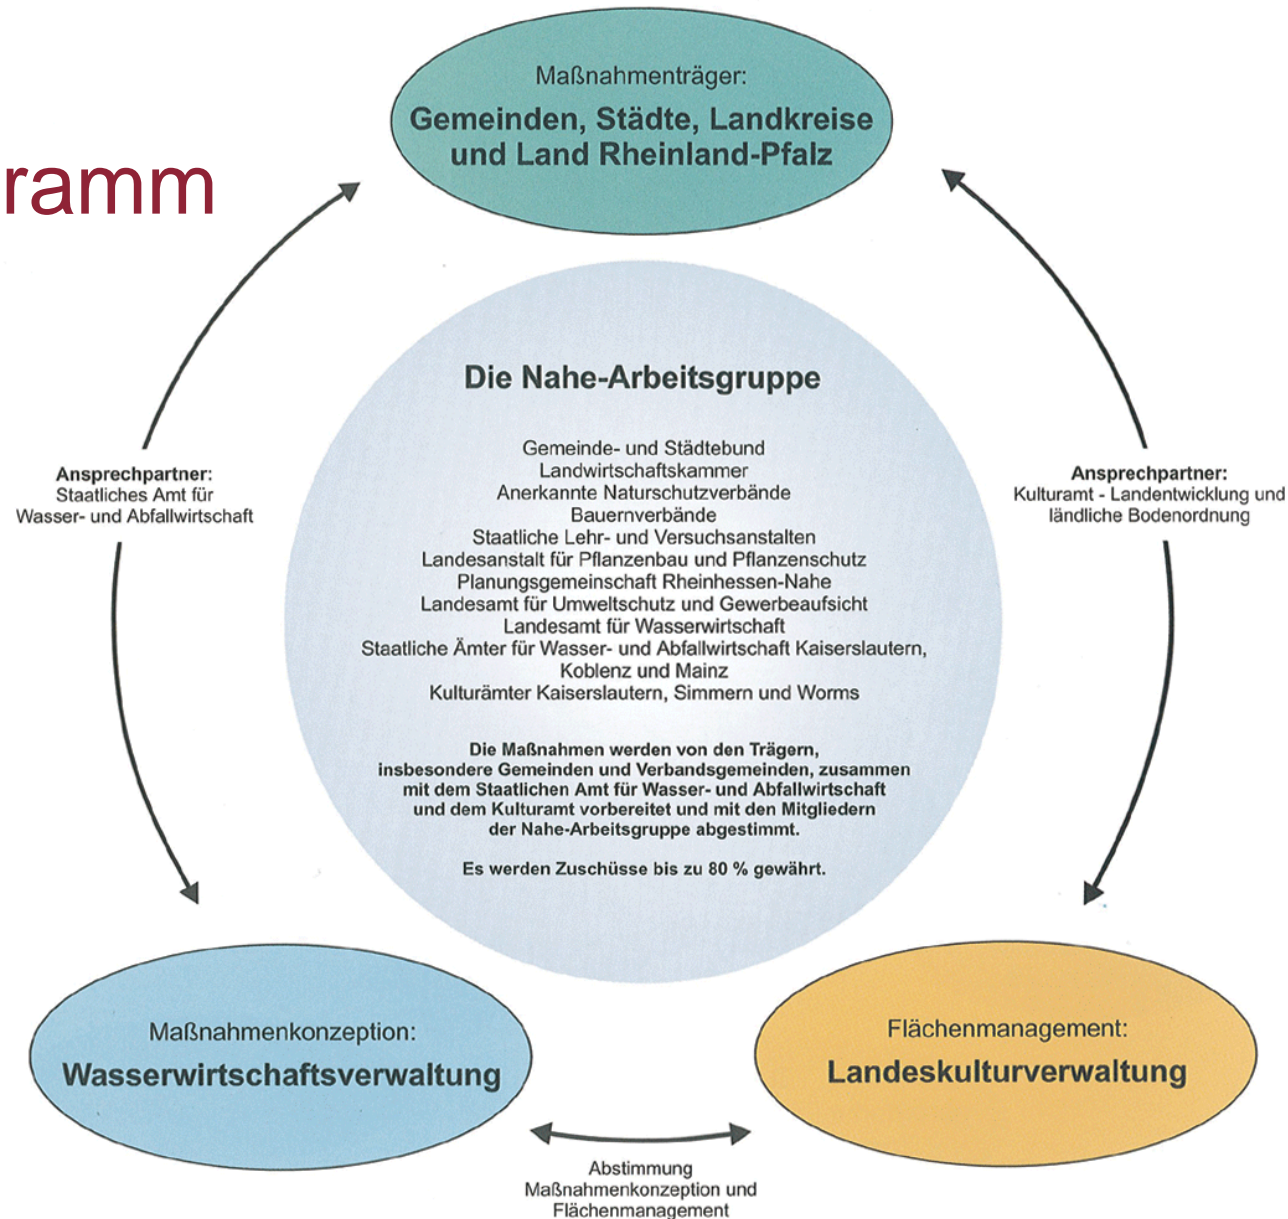 Maßnahmenträger:
Gemeinden, Städte, Landkreise
und Land Rheinland-Pfalz
ramm
Die Nahe-Arbeitsgruppe
Gemeinde- und Städtebund
Landwirtschaftskammer
Anerkannte Naturschutzverbände
Bauernverbände
Staatliche Lehr- und Versuchsanstalten
Landesanstalt für Pflanzenbau und Pflanzenschutz
Planungsgemeinschaft Rheinhessen-Nahe
Landesamt für Umweltschutz und Gewerbeaufsicht
Landesamt für Wasserwirtschaft
Staatliche Ämter für Wasser- und Abfallwirtschaft Kaiserslautern,
Koblenz und Mainz
Kulturämter Kaiserslautern, Simmern und Worms
Die Maßnahmen werden von den Trägern,
insbesondere Gemeinden und Verbandsgemeinden, zusammen
mit dem Staatlichen Amt für Wasser- und Abfallwirtschaft
und dem Kulturamt vorbereitet und mit den Mitgliedern
der Nahe-Arbeitsgruppe abgestimmt.
Es werden Zuschüsse bis zu 80 % gewährt.
Ansprechpartner:
Staatliches Amt für
Wasser- und Abfallwirtschaft
Ansprechpartner:
Kulturamt - Landentwicklung und
ländliche Bodenordnung
Maßnahmenkonzeption:
Wasserwirtschaftsverwaltung
Flächenmanagement:
Landeskulturverwaltung
Abstimmung
Maßnahmenkonzeption und
Flächenmanagement